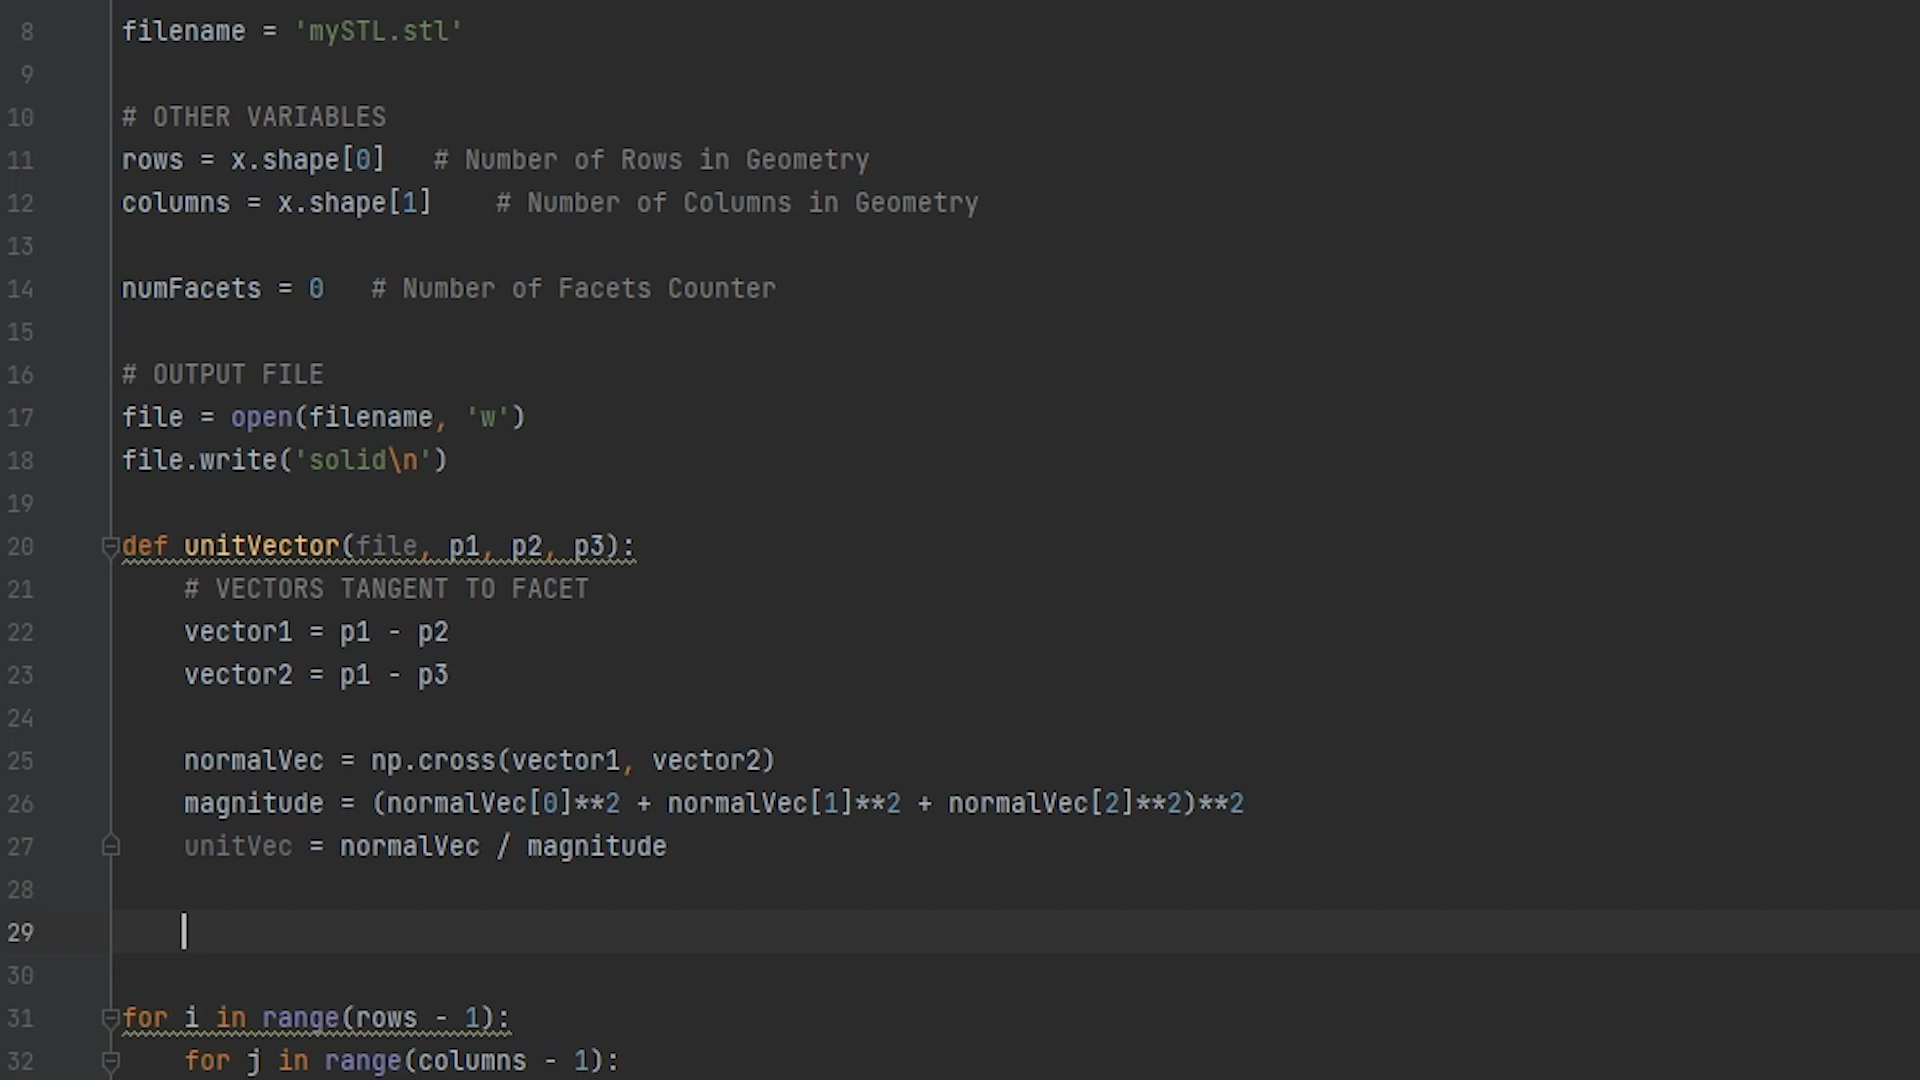 8 filename = 'mySTL.stl'
9
10 # OTHER VARIABLES
11 rows = x.shape[0]   # Number of Rows in Geometry
12 columns = x.shape[1]    # Number of Columns in Geometry
13
14 numFacets = 0   # Number of Facets Counter
15
16 # OUTPUT FILE
17 file = open(filename, 'w')
18 file.write('solid\n')
19
20 def unitVector(file, p1, p2, p3):
21     # VECTORS TANGENT TO FACET
22     vector1 = p1 - p2
23     vector2 = p1 - p3
24
25     normalVec = np.cross(vector1, vector2)
26     magnitude = (normalVec[0]**2 + normalVec[1]**2 + normalVec[2]**2)**2
27     unitVec = normalVec / magnitude
28
29
30
31 for i in range(rows - 1):
32     for j in range(columns - 1):